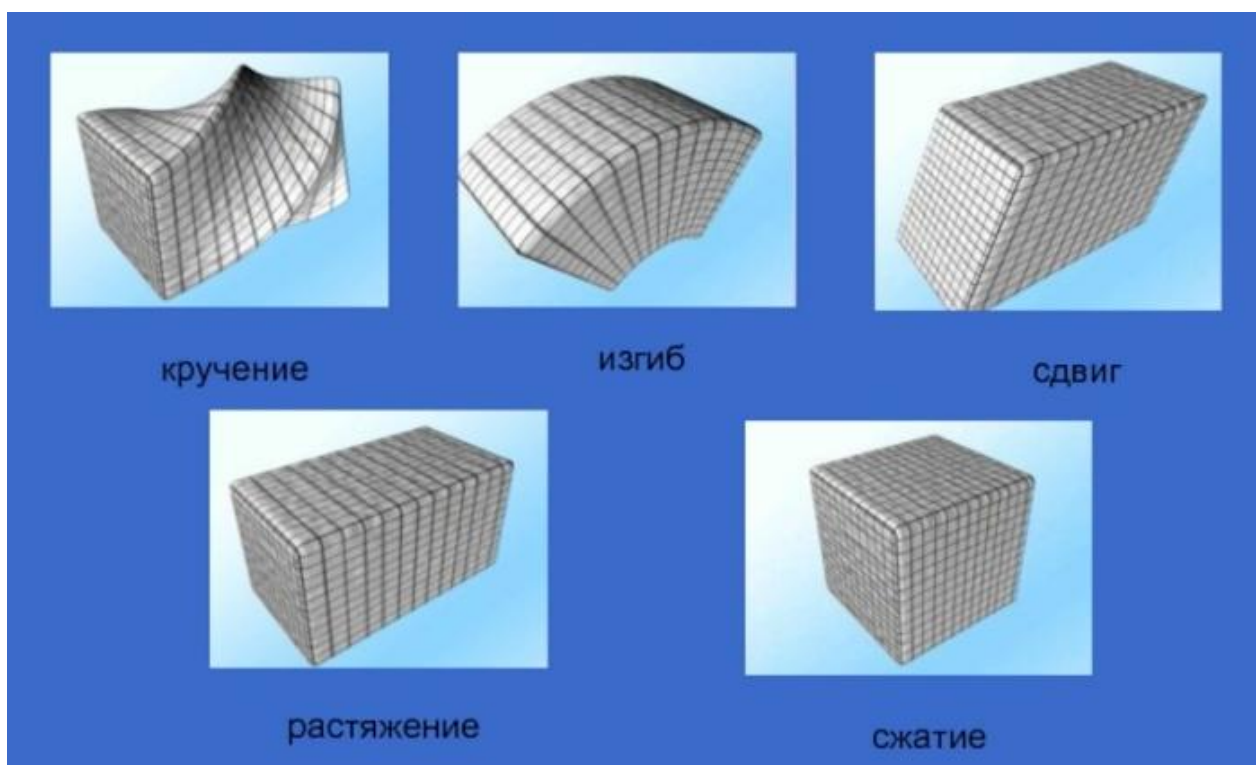 кручение
изгиб
сдвиг
растяжение
сжатие